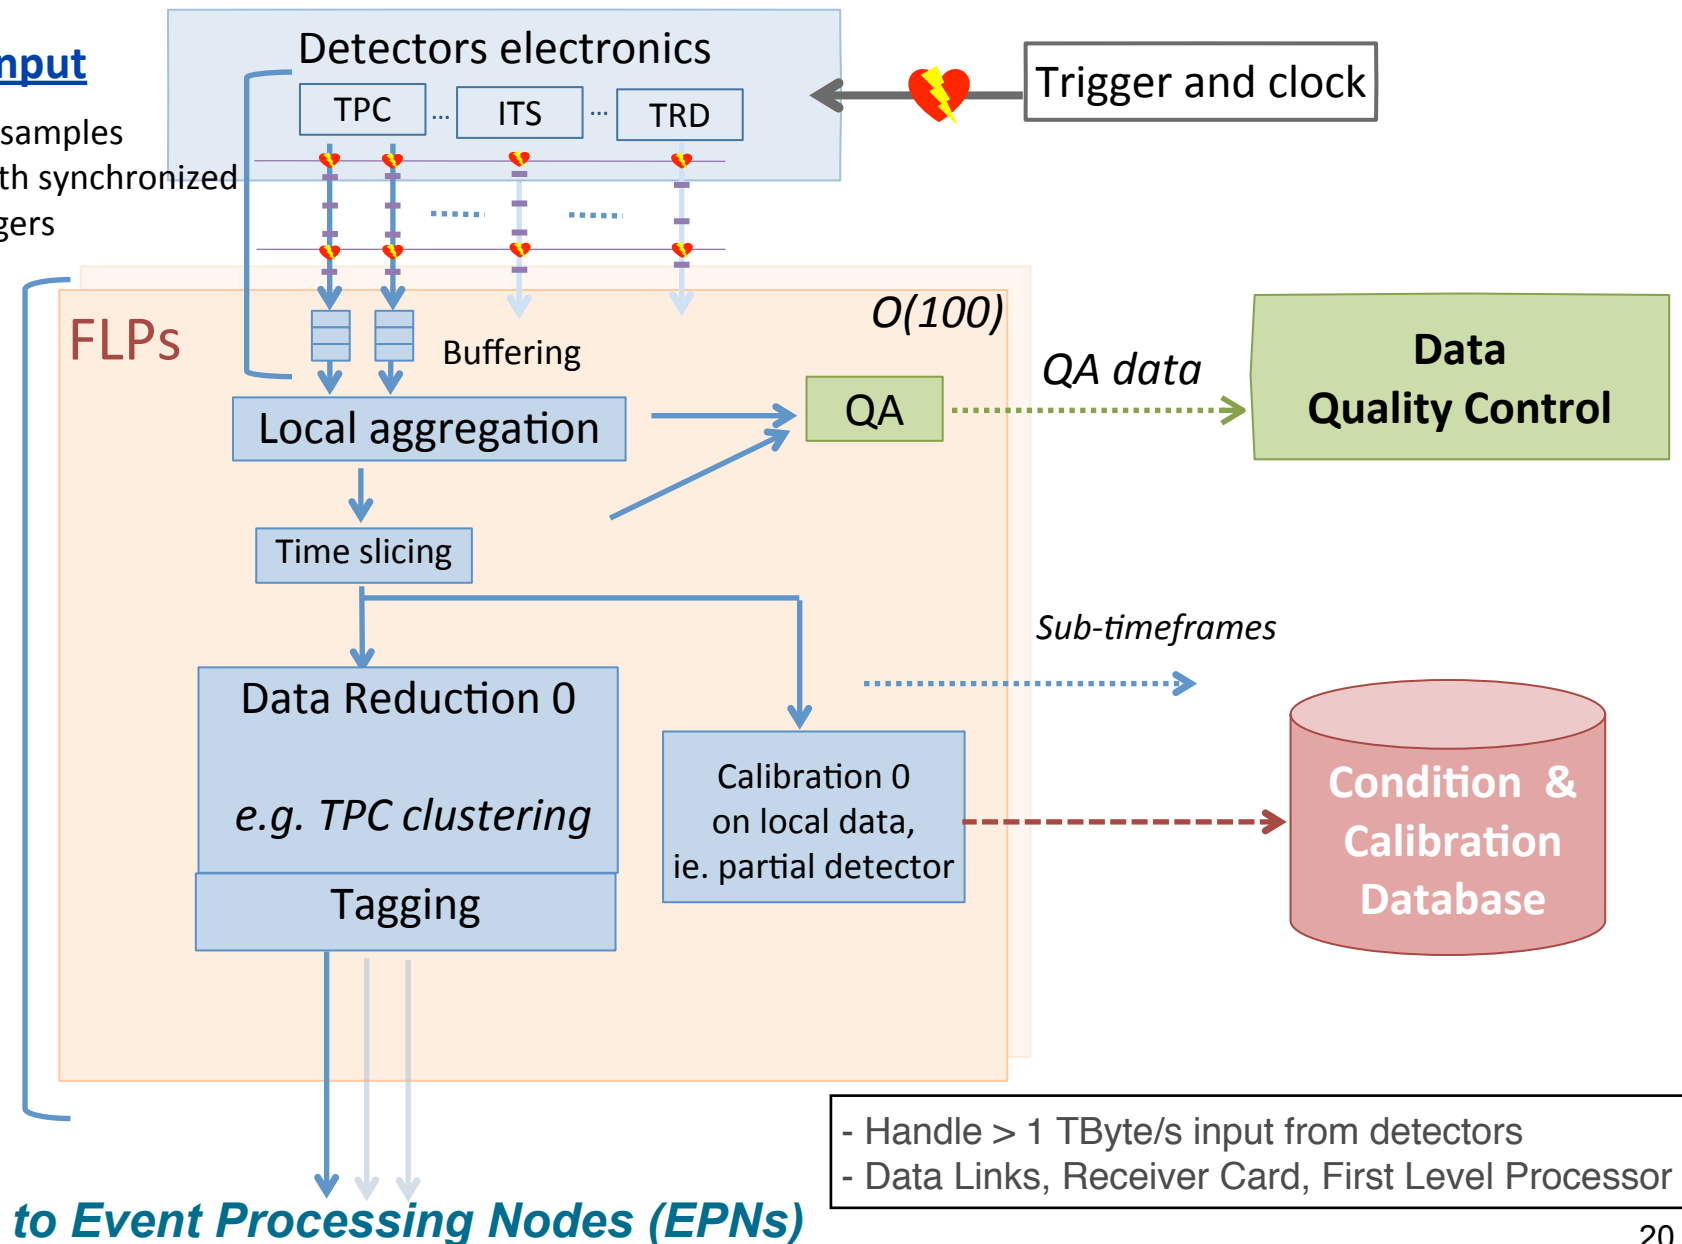 Detectors electronics
nput
Trigger and clock
TPC
...
ITS
...
TRD
samples
th synchronized
gers
O(100)
FLPs
Buffering
QA data
Data
Quality Control
QA
Local aggregation
Time slicing
Sub-timeframes
Data Reduction 0
e.g. TPC clustering
Calibration 0
on local data,
ie. partial detector
Condition &
Calibration
Database
Tagging
- Handle > 1 TByte/s input from detectors
- Data Links, Receiver Card, First Level Processor
to Event Processing Nodes (EPNs)
20